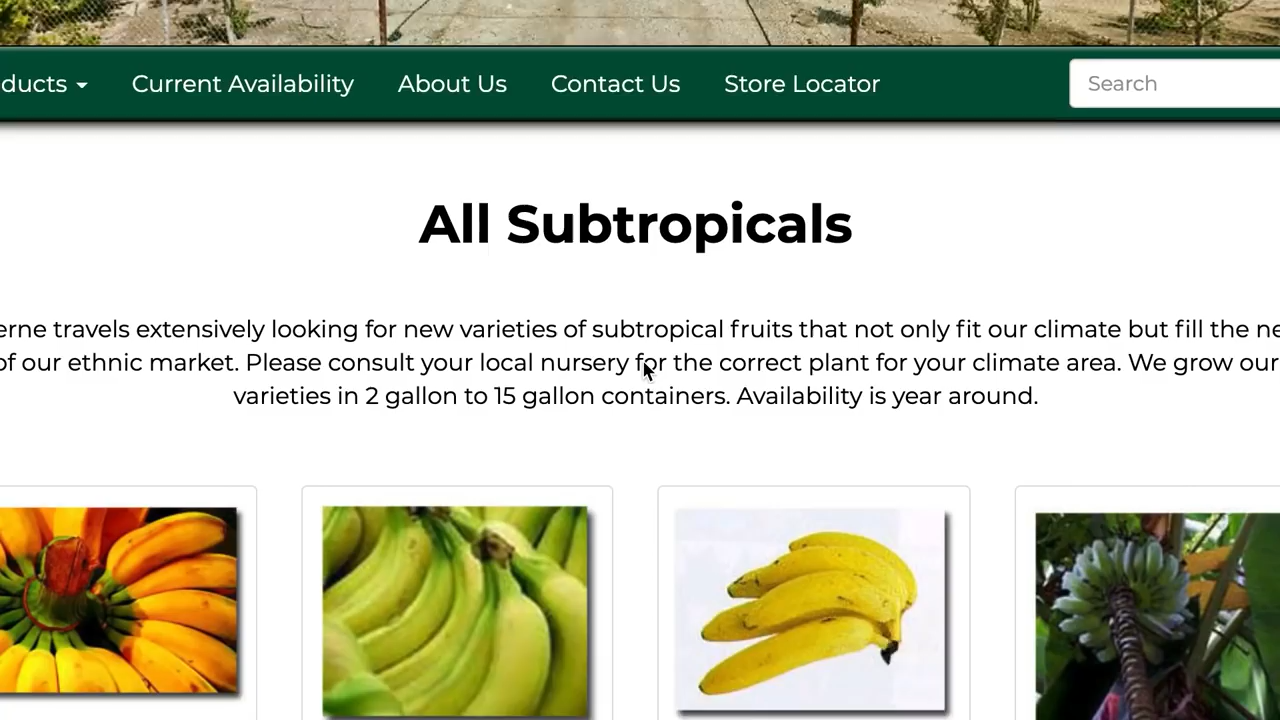 ducts
Current Availability
About Us
Contact Us
Store Locator
Search
All Subtropicals
erne travels extensively looking for new varieties of subtropical fruits that not only fit our climate but fill the ne
of our ethnic market. Please consult your local nursery for the correct plant for your climate area. We grow our
varieties in 2 gallon to 15 gallon containers. Availability is year around.